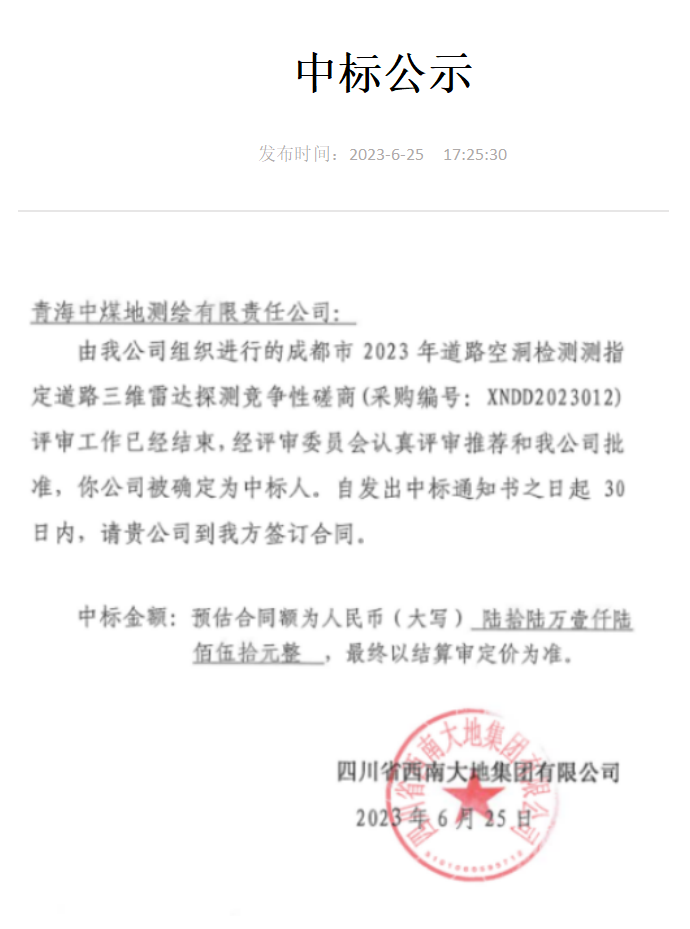 中标公示
发布时间：2023-6-25 17:25:30
青海中煤地测绘有限责任公司：
由我公司组织进行的成都市 2023 年道路空洞检测测指
定道路三维雷达探测竞争性磋商(采购编号：XNDD2023012)
评审工作已经结束，经评审委员会认真评审推荐和我公司批
准，你公司被确定为中标人。自发出中标通知书之日起 30
日内，请贵公司到我方签订合同。
中标金额：预估合同额为人民币（大写）陆拾陆万壹仟陆
佰伍拾元整 ，最终以结算审定价为准。
四川省西南大地集团有限公司
四川省西南大地集团有限公司
2023 年 6 月 25 日